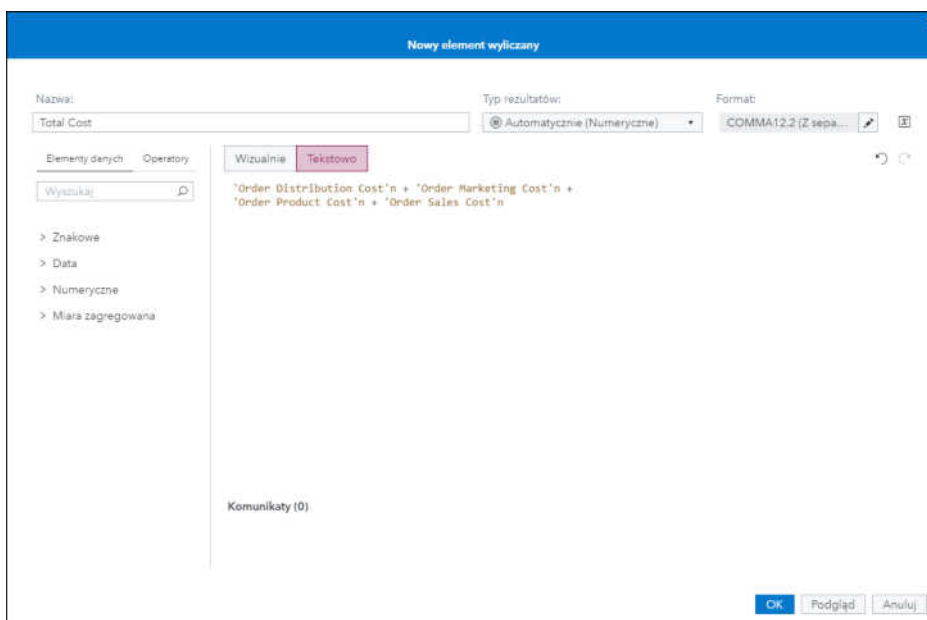 Nowy element wyliczany
Nazwa: Typ rezultatów: Format:
Total Cost Automatycznie (Numeryczne) COMMA12.2 (Z sepa...
Elementy danych Operatory Wizualnie Tekstowo
Wyszukaj
'Order Distribution Cost'n + 'Order Marketing Cost'n +
'Order Product Cost'n + 'Order Sales Cost'n
> Znakowe
> Data
> Numeryczne
> Miara zagregowana
Komunikaty (0)
OK Podgląd Anuluj